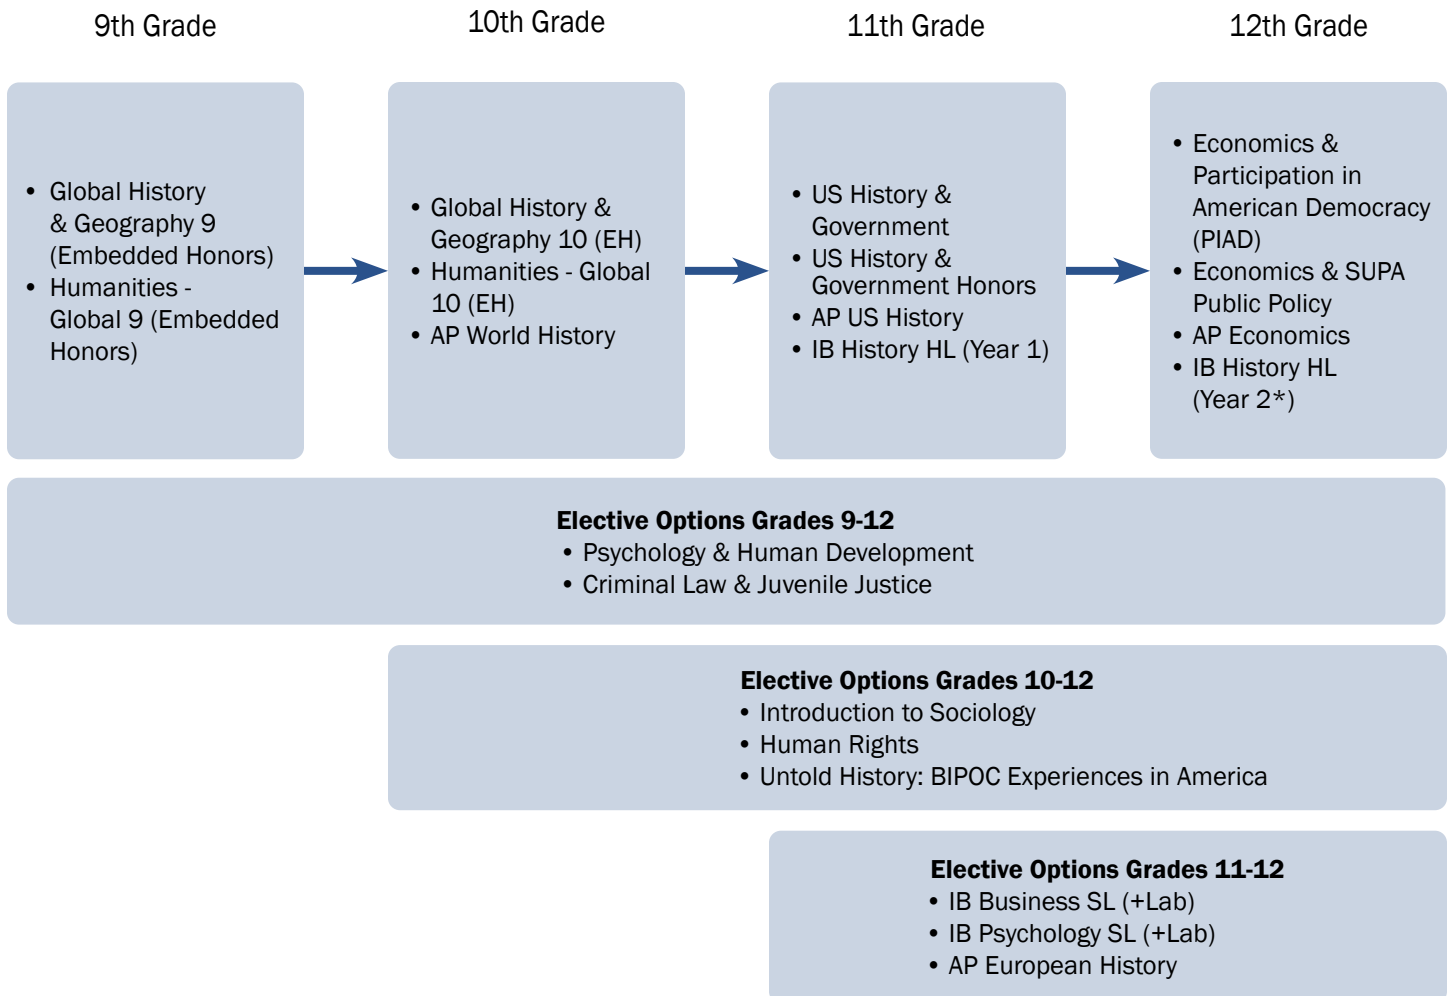 9th Grade
10th Grade
11th Grade
12th Grade
• Global History
& Geography 9
(Embedded Honors)
• Humanities -
Global 9 (Embedded
Honors)
• Global History &
Geography 10 (EH)
• Humanities - Global
10 (EH)
• AP World History
• US History &
Government
• US History &
Government Honors
• AP US History
• IB History HL (Year 1)
• Economics &
Participation in
American Democracy
(PIAD)
• Economics & SUPA
Public Policy
• AP Economics
• IB History HL
(Year 2*)
Elective Options Grades 9-12
• Psychology & Human Development
• Criminal Law & Juvenile Justice
Elective Options Grades 10-12
• Introduction to Sociology
• Human Rights
• Untold History: BIPOC Experiences in America
Elective Options Grades 11-12
• IB Business SL (+Lab)
• IB Psychology SL (+Lab)
• AP European History